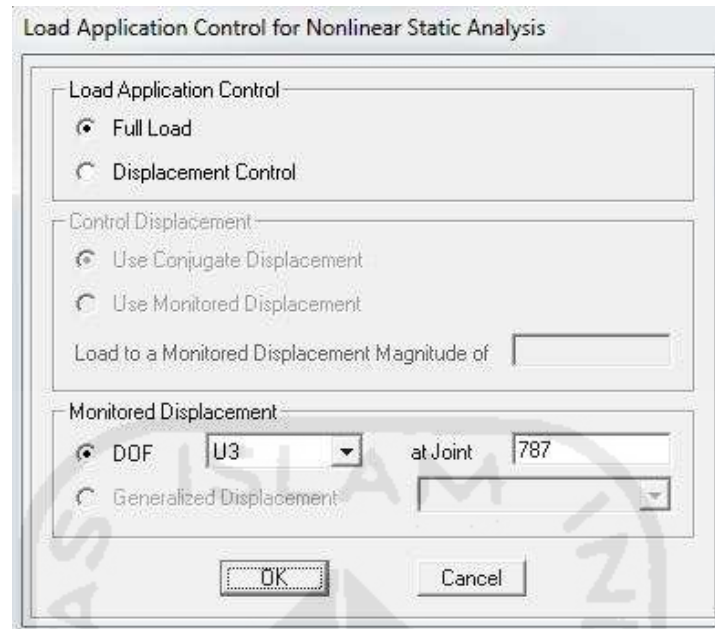 Load Application Control for Nonlinear Static Analysis
Load Application Control
Full Load
Displacement Control
Control Displacement
Use Conjugate Displacement
Use Monitored Displacement
Load to a Monitored Displacement Magnitude of
Monitored Displacement
DOF U3 at Joint 787
Generalized Displacement
ISLAM
OK Cancel